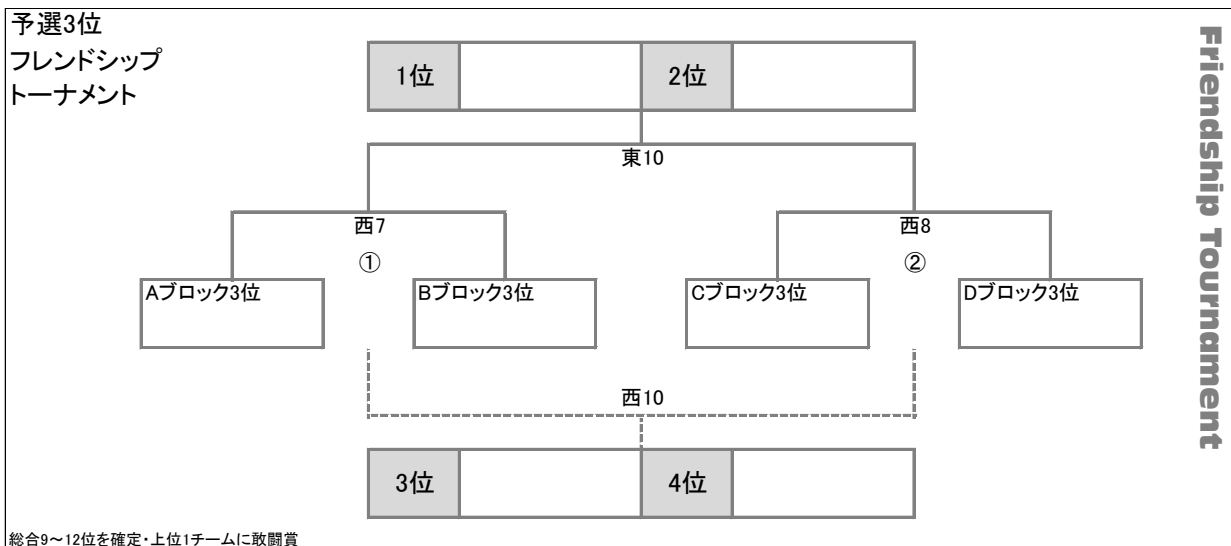 予選3位
フレンドシップ
トーナメント
1位
2位
東10
西7
西8
①
②
Aブロック3位
Bブロック3位
Cブロック3位
Dブロック3位
西10
3位
4位
総合9～12位を確定・上位1チームに敢闘賞
Friendship Tournament